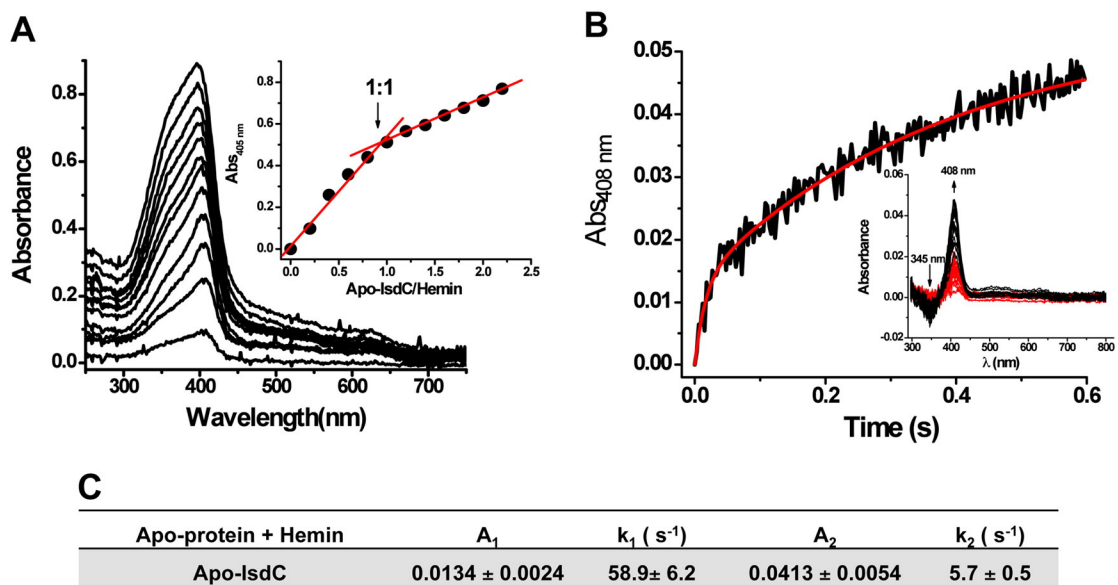 A
Absorbance
0.8
0.6
0.4
0.2
0.0
300 400 500 600 700
Wavelength(nm)
Abs405 nm
0.8
0.6
0.4
0.2
0.0
1:1
0.0 0.5 1.0 1.5 2.0 2.5
Apo-IsdC/Hemin
B
Abs408 nm
0.05
0.04
0.03
0.02
0.01
0.00
0.0 0.2 0.4 0.6
Time (s)
Absorbance
0.06
0.04
0.02
0.00
-0.02
408 nm
345 nm
300 400 500 600 700 800
λ (nm)
C
Apo-protein + Hemin A1 k1 ( s-1) A2 k2 ( s-1)
Apo-IsdC 0.0134 ± 0.0024 58.9± 6.2 0.0413 ± 0.0054 5.7 ± 0.5